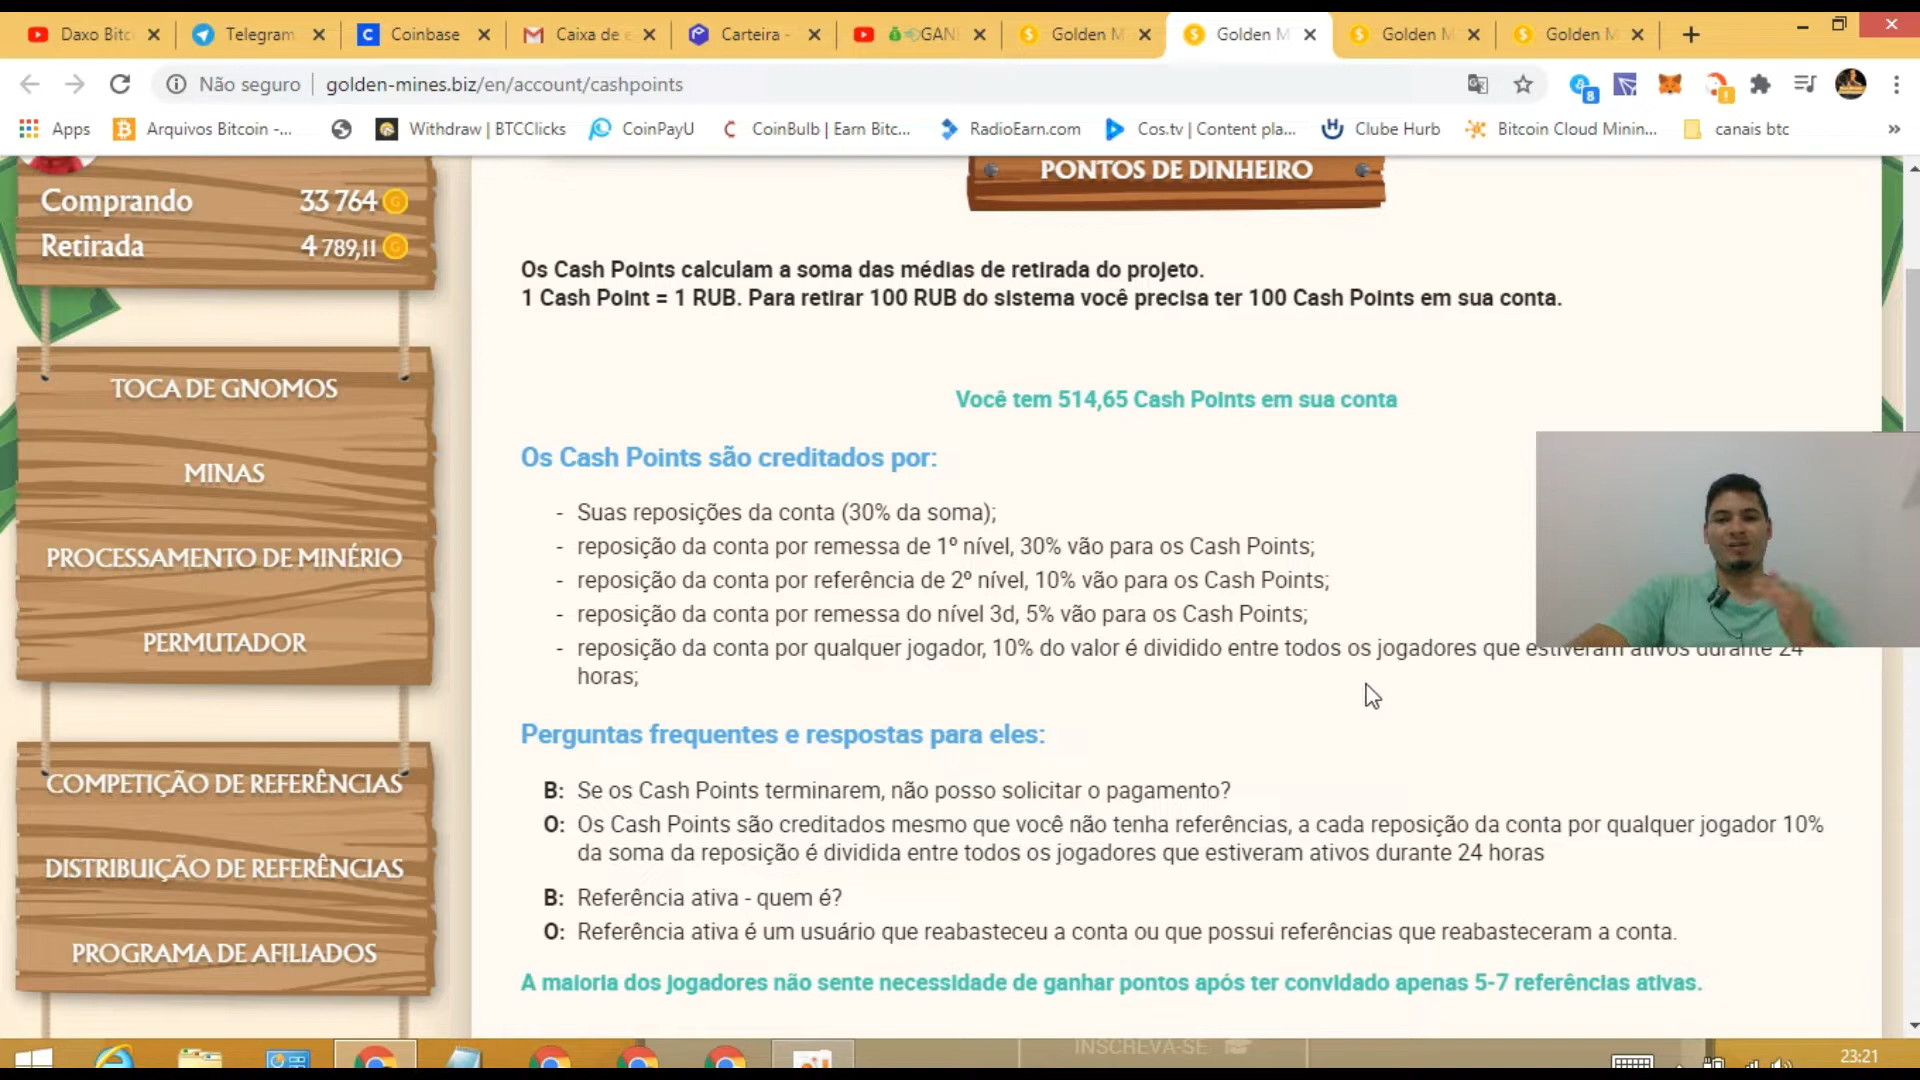 Daxo Bitc
Telegram
Coinbase
Caixa de e
Carteira -
GANH
Golden M
Golden M
Golden M
Golden M
Não seguro
golden-mines.biz/en/account/cashpoints
Apps
Arquivos Bitcoin -...
Withdraw | BTCClicks
CoinPayU
CoinBulb | Earn Bitc...
RadioEarn.com
Cos.tv | Content pla...
Clube Hurb
Bitcoin Cloud Minin...
canais btc
»
Comprando 33 764
Retirada 4 789,11
TOCA DE GNOMOS
MINAS
PROCESSAMENTO DE MINÉRIO
PERMUTADOR
COMPETIÇÃO DE REFERÊNCIAS
DISTRIBUIÇÃO DE REFERÊNCIAS
PROGRAMA DE AFILIADOS
PONTOS DE DINHEIRO
Os Cash Points calculam a soma das médias de retirada do projeto.
1 Cash Point = 1 RUB. Para retirar 100 RUB do sistema você precisa ter 100 Cash Points em sua conta.
Você tem 514,65 Cash Points em sua conta
Os Cash Points são creditados por:
- Suas reposições da conta (30% da soma);
- reposição da conta por remessa de 1º nível, 30% vão para os Cash Points;
- reposição da conta por referência de 2º nível, 10% vão para os Cash Points;
- reposição da conta por remessa do nível 3d, 5% vão para os Cash Points;
- reposição da conta por qualquer jogador, 10% do valor é dividido entre todos os jogadores que estiveram ativos durante 24
horas;
Perguntas frequentes e respostas para eles:
B: Se os Cash Points terminarem, não posso solicitar o pagamento?
O: Os Cash Points são creditados mesmo que você não tenha referências, a cada reposição da conta por qualquer jogador 10%
da soma da reposição é dividida entre todos os jogadores que estiveram ativos durante 24 horas
B: Referência ativa - quem é?
O: Referência ativa é um usuário que reabasteceu a conta ou que possui referências que reabasteceram a conta.
A maioria dos jogadores não sente necessidade de ganhar pontos após ter convidado apenas 5-7 referências ativas.
INSCREVA-SE
23:21